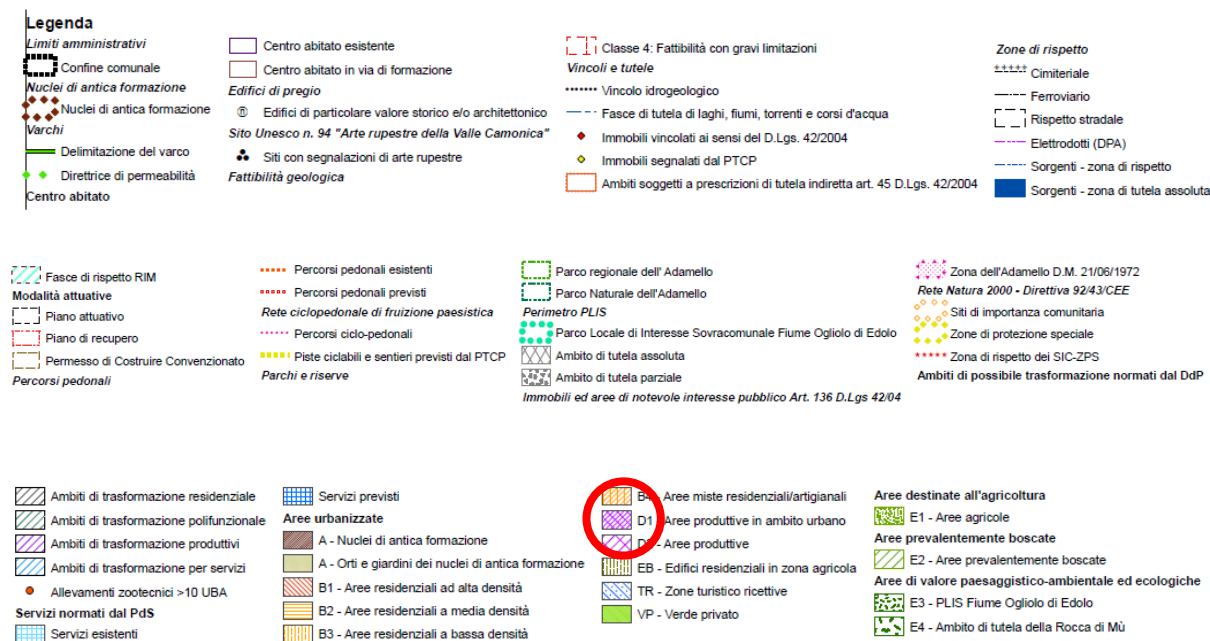 Legenda
Limiti amministrativi
Confine comunale
Nuclei di antica formazione
Nuclei di antica formazione
Varchi
Delimitazione del varco
Direttrice di permeabilità
Centro abitato
Centro abitato esistente
Centro abitato in via di formazione
Edifici di pregio
n Edifici di particolare valore storico e/o architettonico
Sito Unesco n. 94 "Arte rupestre della Valle Camonica"
Siti con segnalazioni di arte rupestre
Fattibilità geologica
Classe 4: Fattibilità con gravi limitazioni
Vincoli e tutele
Vincolo idrogeologico
Fasce di tutela di laghi, fiumi, torrenti e corsi d'acqua
Immobili vincolati ai sensi del D.Lgs. 42/2004
Immobili segnalati dal PTCP
Ambiti soggetti a prescrizioni di tutela indiretta art. 45 D.Lgs. 42/2004
Zone di rispetto
Cimiteriale
Ferroviario
Rispetto stradale
Elettrodotti (DPA)
Sorgenti - zona di rispetto
Sorgenti - zona di tutela assoluta
Fasce di rispetto RIM
Modalità attuative
Piano attuativo
Piano di recupero
Permesso di Costruire Convenzionato
Percorsi pedonali
Percorsi pedonali esistenti
Percorsi pedonali previsti
Rete ciclopedonale di fruizione paesistica
Percorsi ciclo-pedonali
Piste ciclabili e sentieri previsti dal PTCP
Parchi e riserve
Parco regionale dell' Adamello
Parco Naturale dell'Adamello
Perimetro PLIS
Parco Locale di Interesse Sovracomunale Fiume Ogliolo di Edolo
Ambito di tutela assoluta
Ambito di tutela parziale
Immobili ed aree di notevole interesse pubblico Art. 136 D.Lgs 42/04
Zona dell'Adamello D.M. 21/06/1972
Rete Natura 2000 - Direttiva 92/43/CEE
Siti di importanza comunitaria
Zone di protezione speciale
Zona di rispetto dei SIC-ZPS
Ambiti di possibile trasformazione normati dal DdP
Ambiti di trasformazione residenziale
Ambiti di trasformazione polifunzionale
Ambiti di trasformazione produttivi
Ambiti di trasformazione per servizi
Allevamenti zootecnici >10 UBA
Servizi normati dal PdS
Servizi esistenti
Servizi previsti
Aree urbanizzate
A - Nuclei di antica formazione
A - Orti e giardini dei nuclei di antica formazione
B1 - Aree residenziali ad alta densità
B2 - Aree residenziali a media densità
B3 - Aree residenziali a bassa densità
B4 - Aree miste residenziali/artigianali
D1 - Aree produttive in ambito urbano
D2 - Aree produttive
EB - Edifici residenziali in zona agricola
TR - Zone turistico ricettive
VP - Verde privato
Aree destinate all'agricoltura
E1 - Aree agricole
Aree prevalentemente boscate
E2 - Aree prevalentemente boscate
Aree di valore paesaggistico-ambientale ed ecologiche
E3 - PLIS Fiume Ogliolo di Edolo
E4 - Ambito di tutela della Rocca di Mù